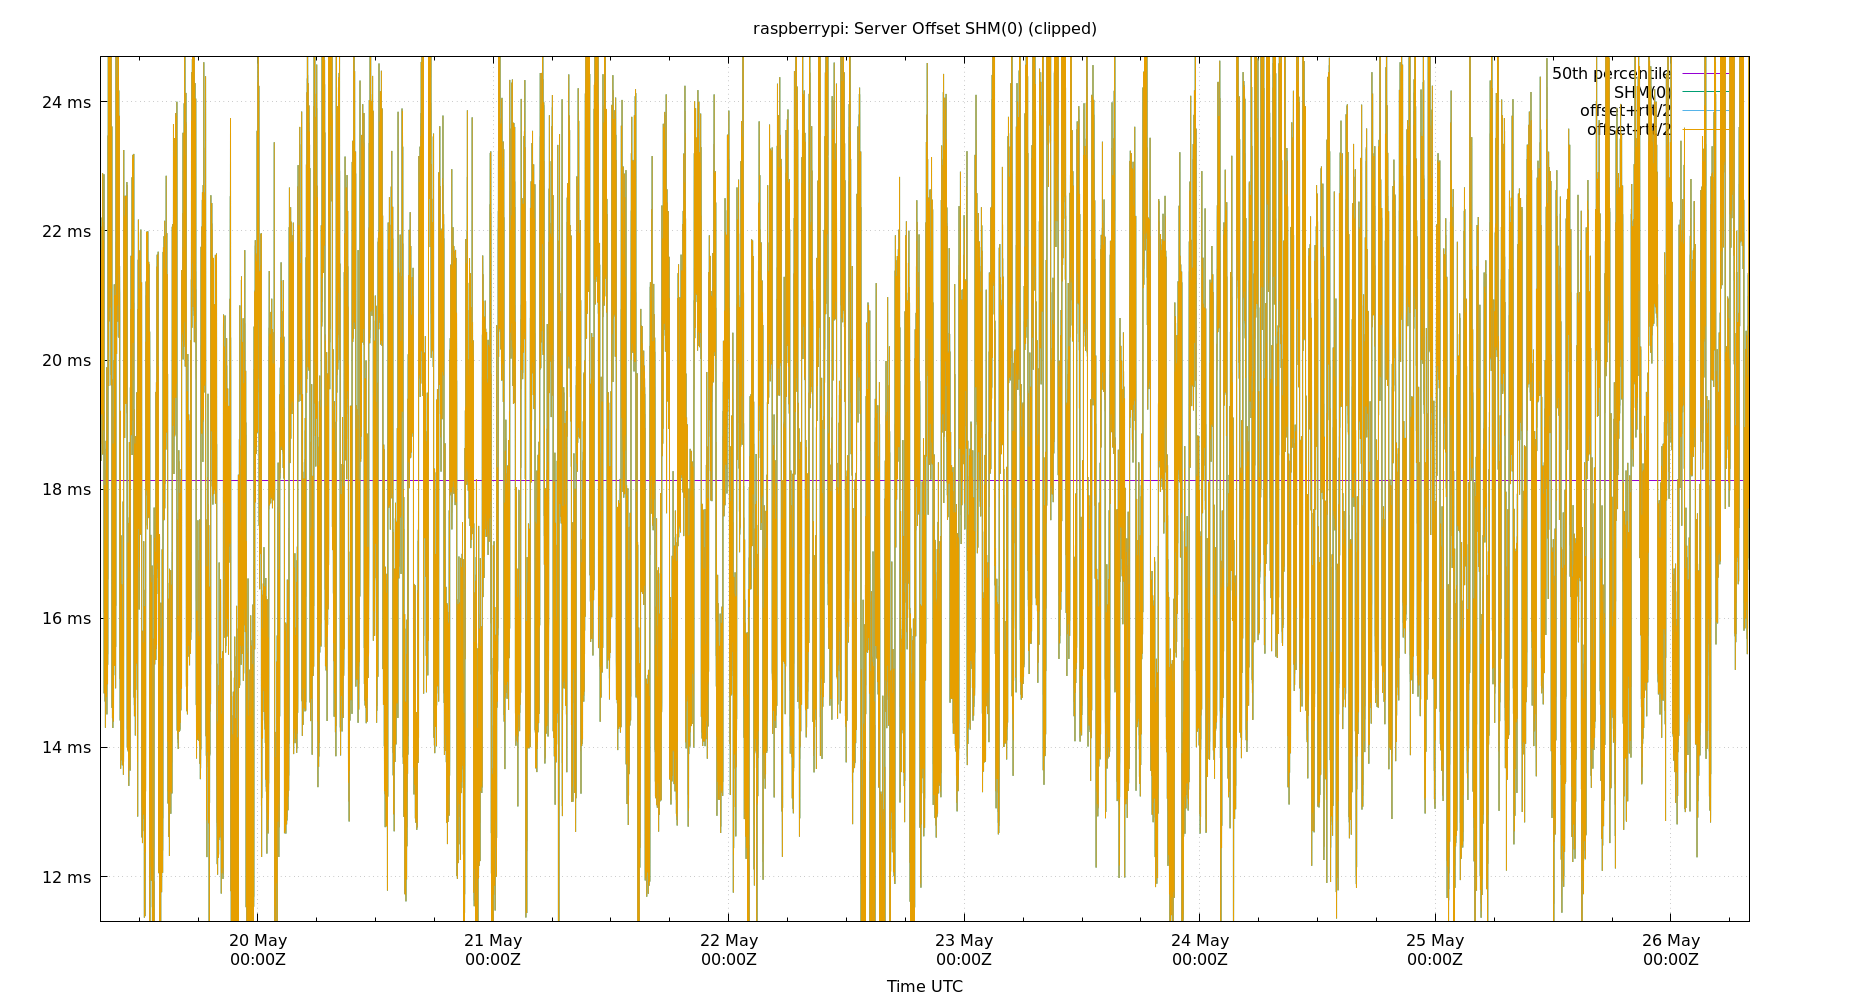 raspberrypi: Server Offset SHM(0) (clipped)
50th percentile
SHM(0)
offset+rtt/2
offset-rtt/2
24 ms
22 ms
20 ms
18 ms
16 ms
14 ms
12 ms
20 May 21 May 22 May 23 May 24 May 25 May 26 May
00:00Z 00:00Z 00:00Z 00:00Z 00:00Z 00:00Z 00:00Z
Time UTC